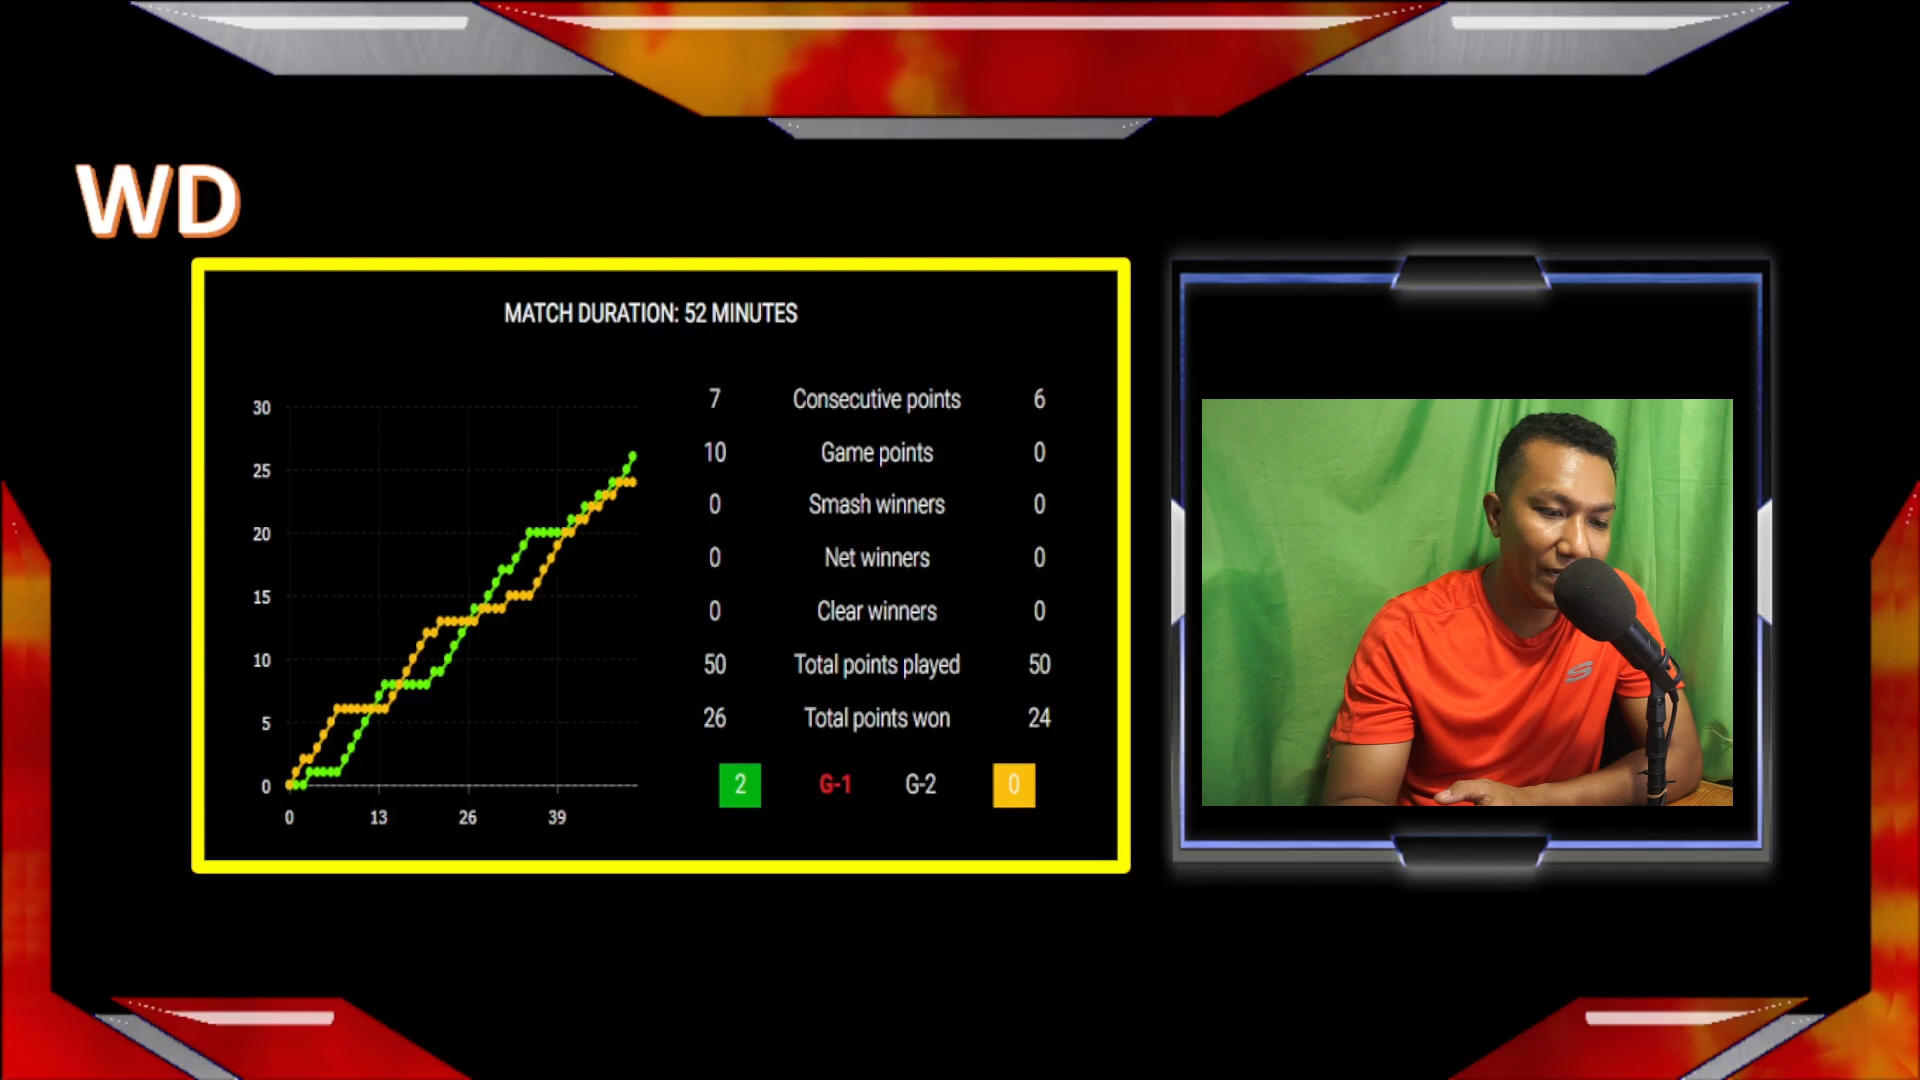 WD
MATCH DURATION: 52 MINUTES
30
25
20
15
10
5
0
0 13 26 39
7 Consecutive points 6
10 Game points 0
0 Smash winners 0
0 Net winners 0
0 Clear winners 0
50 Total points played 50
26 Total points won 24
2 G-1 G-2 0